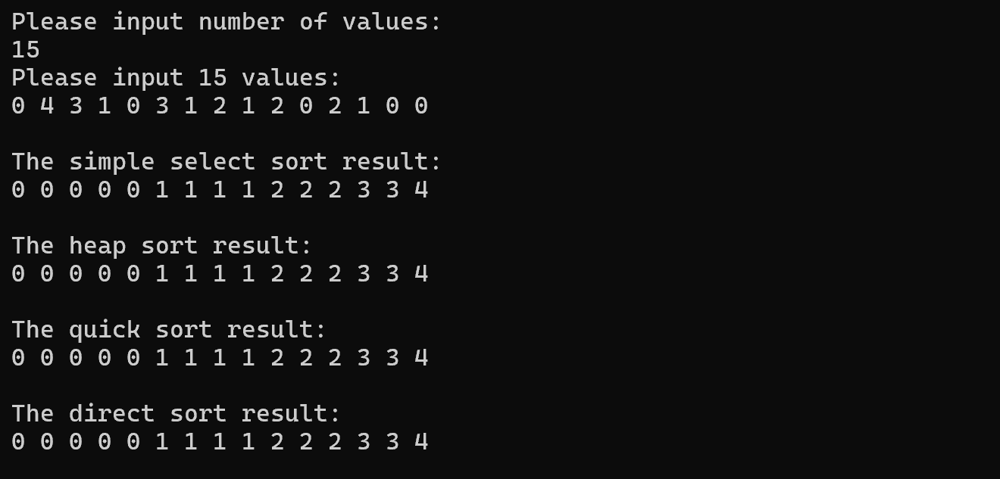 Please input number of values:
15
Please input 15 values:
0 4 3 1 0 3 1 2 1 2 0 2 1 0 0
The simple select sort result:
0 0 0 0 0 1 1 1 1 2 2 2 3 3 4
The heap sort result:
0 0 0 0 0 1 1 1 1 2 2 2 3 3 4
The quick sort result:
0 0 0 0 0 1 1 1 1 2 2 2 3 3 4
The direct sort result:
0 0 0 0 0 1 1 1 1 2 2 2 3 3 4